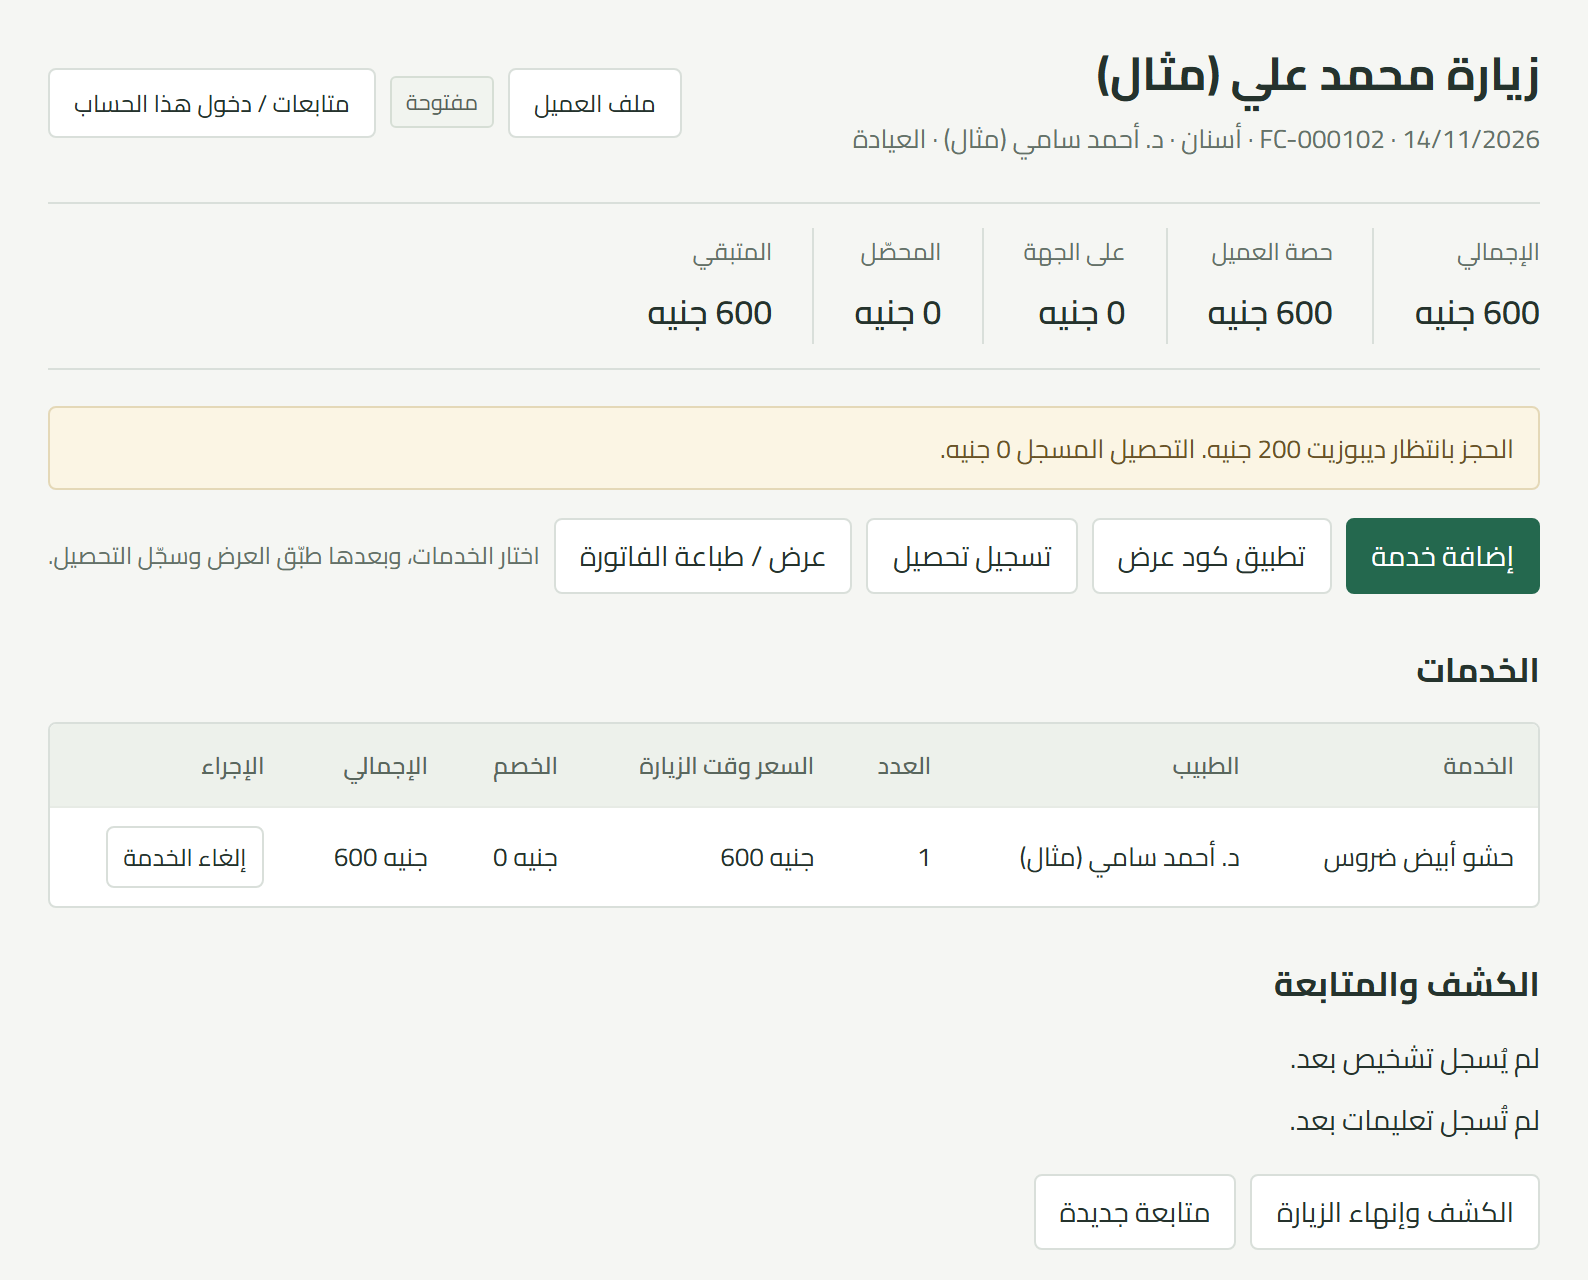 زيارة محمد علي (مثال)
14/11/2026 · FC-000102 · أسنان · د. أحمد سامي (مثال) · العيادة
ملف العميل
مفتوحة
متابعات / دخول هذا الحساب
الإجمالي
600 جنيه
حصة العميل
600 جنيه
على الجهة
0 جنيه
المحصّل
0 جنيه
المتبقي
600 جنيه
الحجز بانتظار ديبوزيت 200 جنيه. التحصيل المسجل 0 جنيه.
إضافة خدمة
تطبيق كود عرض
تسجيل تحصيل
عرض / طباعة الفاتورة
اختار الخدمات، وبعدها طبّق العرض وسجّل التحصيل.
الخدمات
الخدمة الطبيب العدد السعر وقت الزيارة الخصم الإجمالي الإجراء
حشو أبيض ضروس د. أحمد سامي (مثال) 1 جنيه 600 جنيه 0 جنيه 600 إلغاء الخدمة
الكشف والمتابعة
لم يُسجل تشخيص بعد.
لم تُسجل تعليمات بعد.
الكشف وإنهاء الزيارة
متابعة جديدة